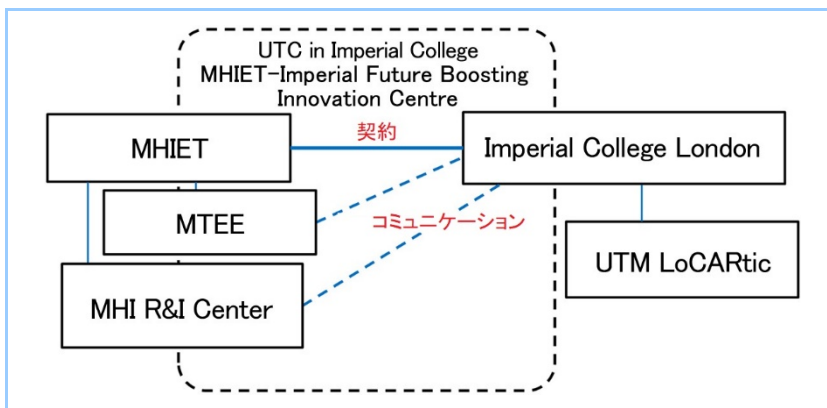 UTC in Imperial College
MHIET-Imperial Future Boosting
Innovation Centre
MHIET
契約
Imperial College London
MTEE
コミュニケーション
UTM LoCARtic
MHI R&I Center